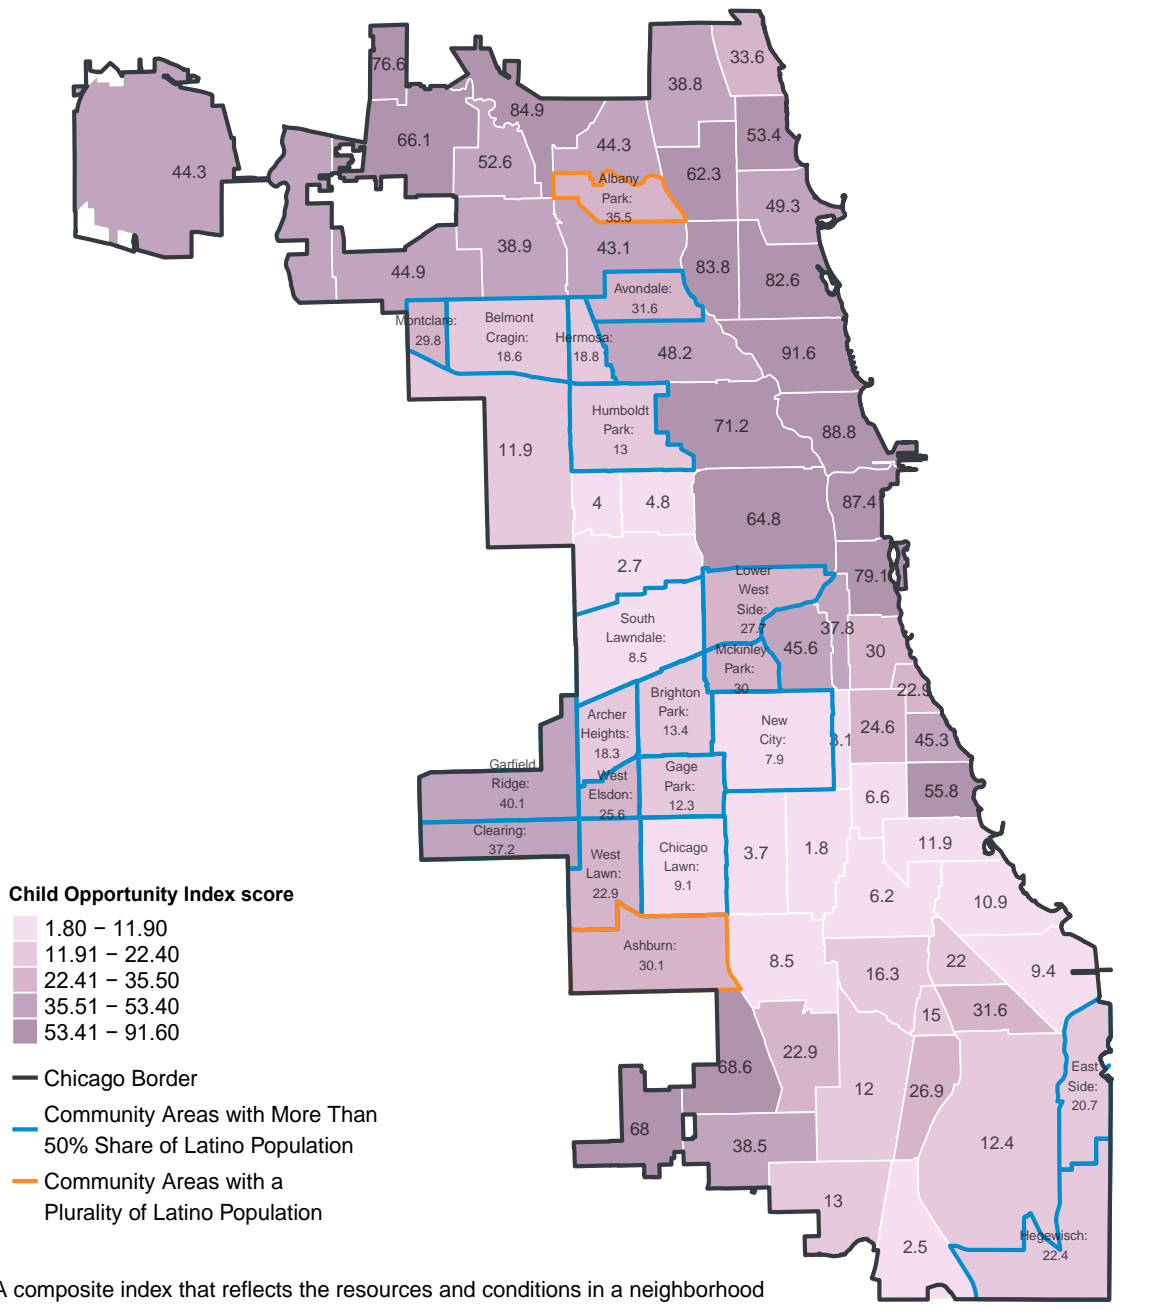 33.6
76.6
38.8
84.9
53.4
66.1
44.3
52.6
62.3
44.3
Albany
Park:
35.5
49.3
38.9
43.1
83.8
82.6
44.9
Avondale:
31.6
Montclare:
29.8
Belmont
Cragin:
18.6
Hermosa:
18.8
48.2
91.6
Humboldt
Park:
13
71.2
88.8
11.9
4
4.8
64.8
87.4
2.7
79.1
Lower
West
Side:
27.7
South
Lawndale:
8.5
37.8
45.6
30
Mckinley
Park:
30
22.9
Brighton
Park:
13.4
Archer
Heights:
18.3
New
City:
7.9
3.1
24.6
45.3
Garfield
Ridge:
40.1
West
Elsdon:
25.6
Gage
Park:
12.3
6.6
55.8
Clearing:
37.2
West
Lawn:
22.9
Chicago
Lawn:
9.1
3.7
1.8
11.9
6.2
10.9
Ashburn:
30.1
8.5
16.3
22
9.4
15
31.6
68.6
22.9
12
26.9
East
Side:
20.7
68
38.5
12.4
13
2.5
Hegewisch:
22.4
Child Opportunity Index score
1.80 − 11.90
11.91 − 22.40
22.41 − 35.50
35.51 − 53.40
53.41 − 91.60
Chicago Border
Community Areas with More Than
50% Share of Latino Population
Community Areas with a
Plurality of Latino Population
A composite index that reflects the resources and conditions in a neighborhood